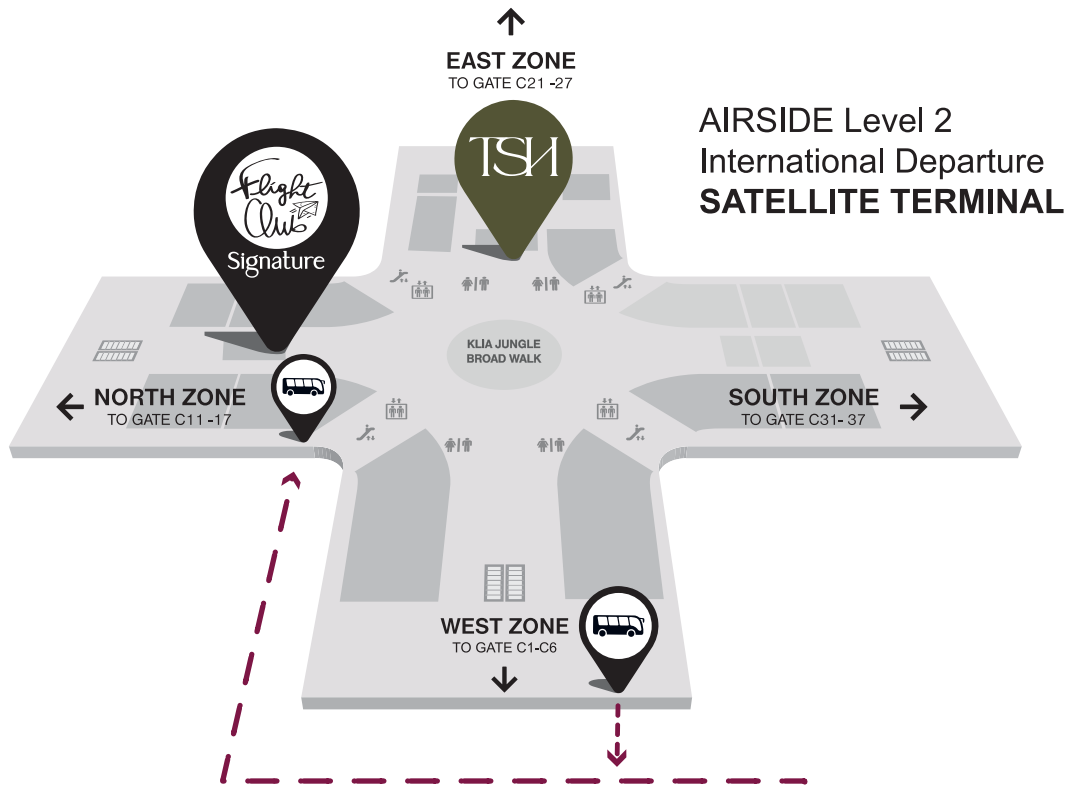 EAST ZONE
TO GATE C21 -27
TSH
AIRSIDE Level 2
International Departure
SATELLITE TERMINAL
Flight
Club
Signature
KLIA JUNGLE
BROAD WALK
NORTH ZONE
TO GATE C11 -17
SOUTH ZONE
TO GATE C31- 37
WEST ZONE
TO GATE C1-C6